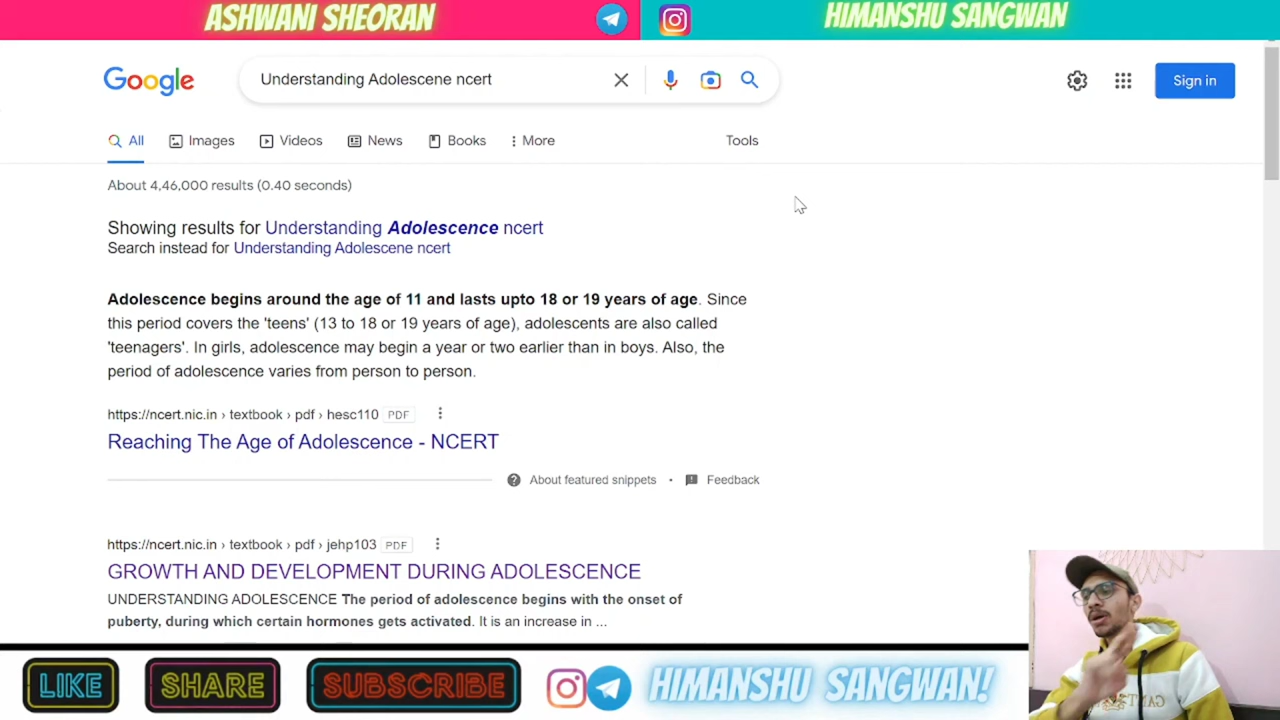 ASHWANI SHEORAN
HIMANSHU SANGWAN
Google
Understanding Adolescene ncert
Sign in
All
Images
Videos
News
Books
More
Tools
About 4,46,000 results (0.40 seconds)
Showing results for Understanding Adolescence ncert
Search instead for Understanding Adolescene ncert
Adolescence begins around the age of 11 and lasts upto 18 or 19 years of age. Since
this period covers the 'teens' (13 to 18 or 19 years of age), adolescents are also called
'teenagers'. In girls, adolescence may begin a year or two earlier than in boys. Also, the
period of adolescence varies from person to person.
https://ncert.nic.in › textbook › pdf › hesc110 PDF
Reaching The Age of Adolescence - NCERT
About featured snippets • Feedback
https://ncert.nic.in › textbook › pdf › jehp103 PDF
GROWTH AND DEVELOPMENT DURING ADOLESCENCE
UNDERSTANDING ADOLESCENCE The period of adolescence begins with the onset of
puberty, during which certain hormones gets activated. It is an increase in ...
LIKE
SHARE
SUBSCRIBE
HIMANSHU SANGWAN!